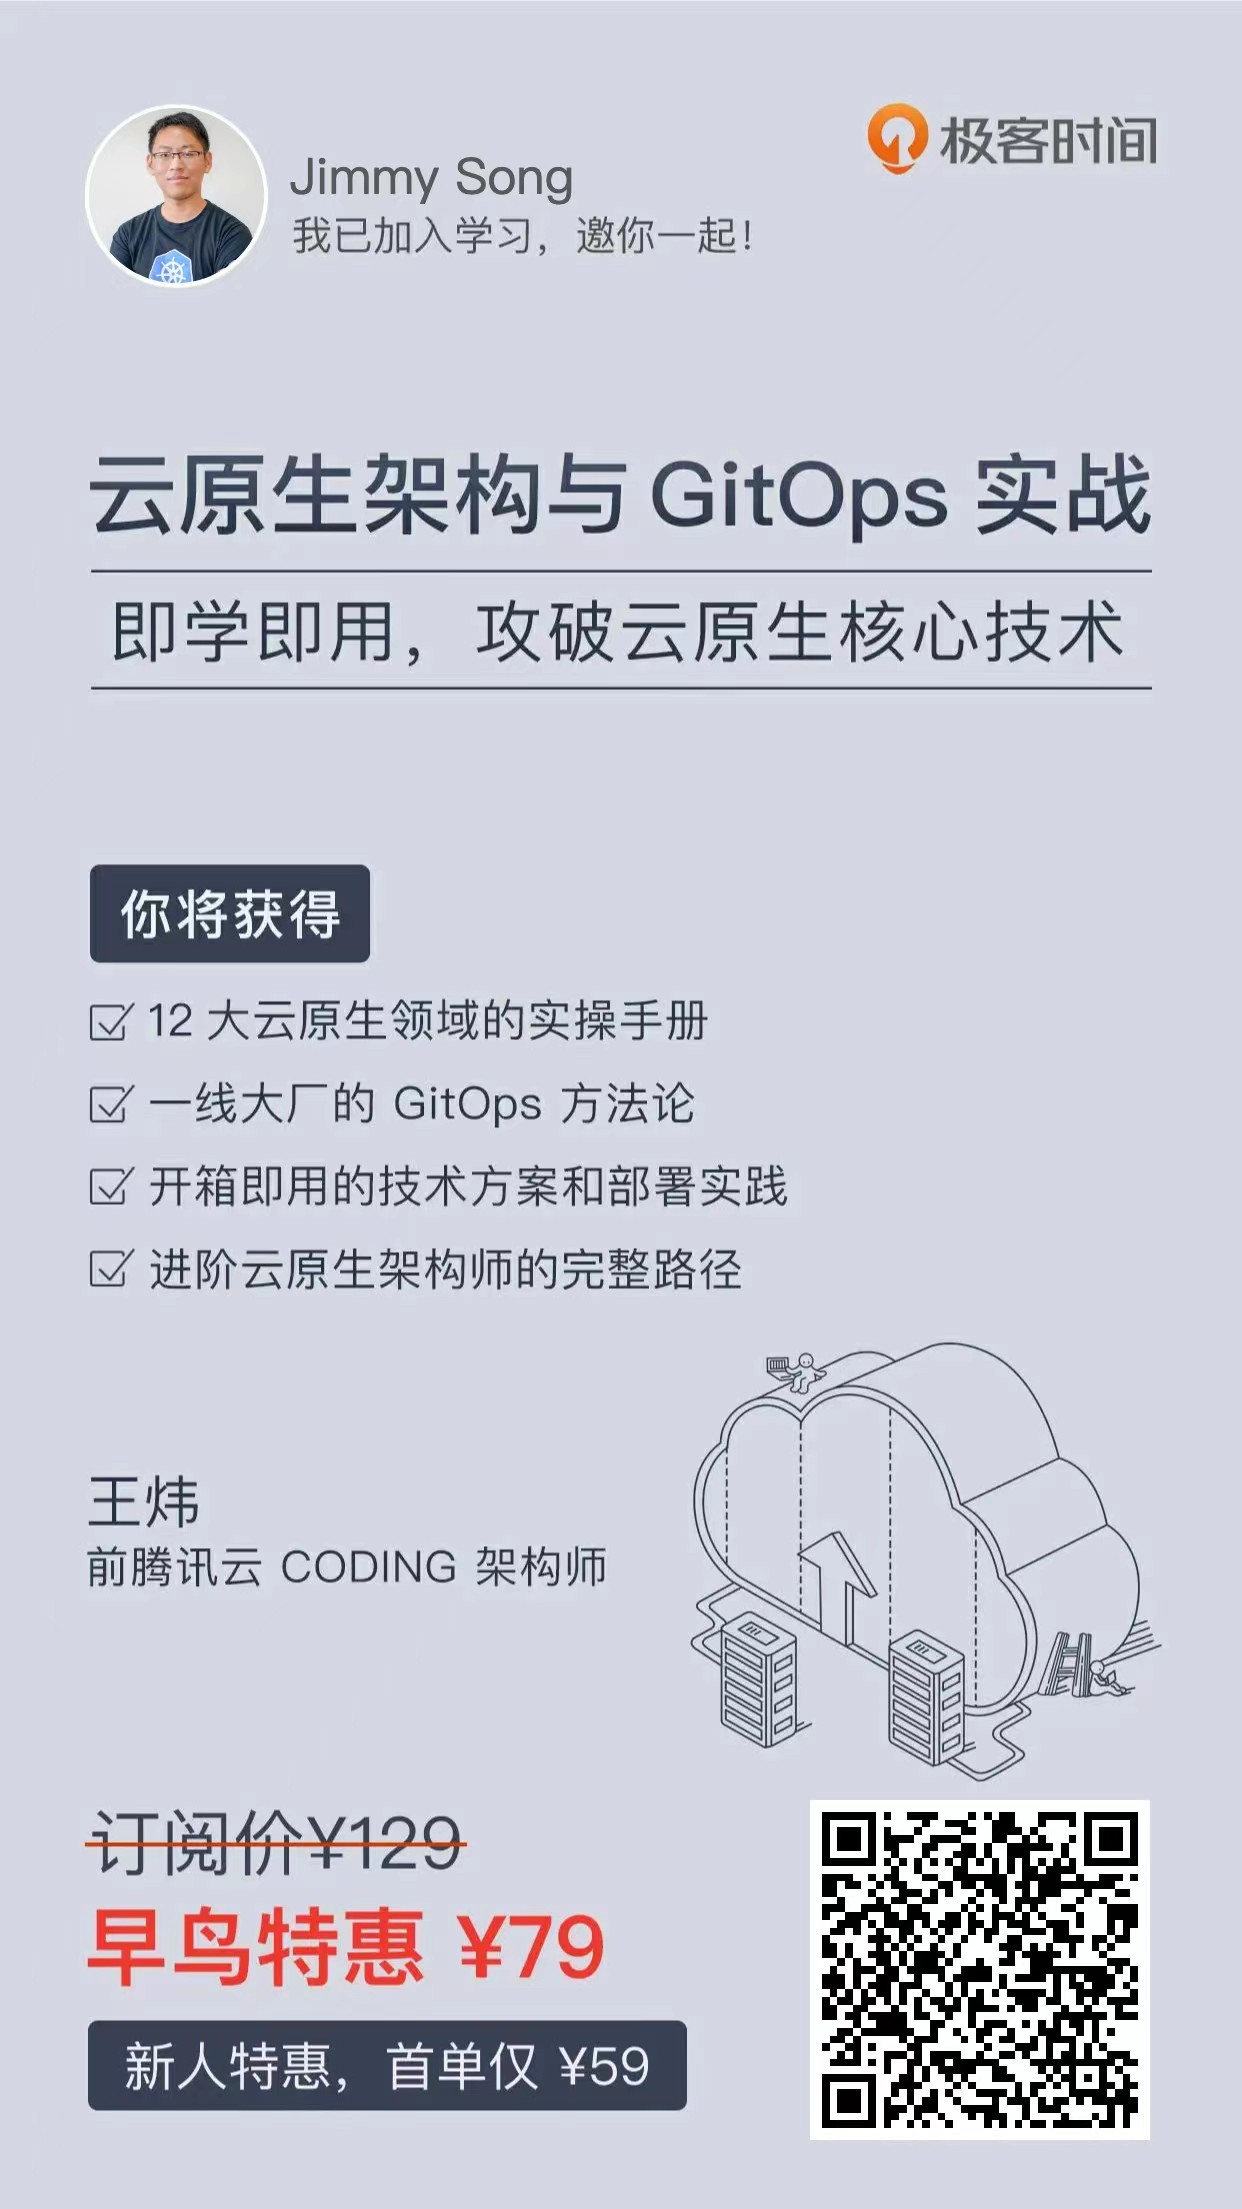 Jimmy Song
我已加入学习，邀你一起！
极客时间
云原生架构与 GitOps 实战
即学即用，攻破云原生核心技术
你将获得
12 大云原生领域的实操手册
一线大厂的 GitOps 方法论
开箱即用的技术方案和部署实践
进阶云原生架构师的完整路径
王炜
前腾讯云 CODING 架构师
订阅价¥129
早鸟特惠 ¥79
新人特惠，首单仅 ¥59